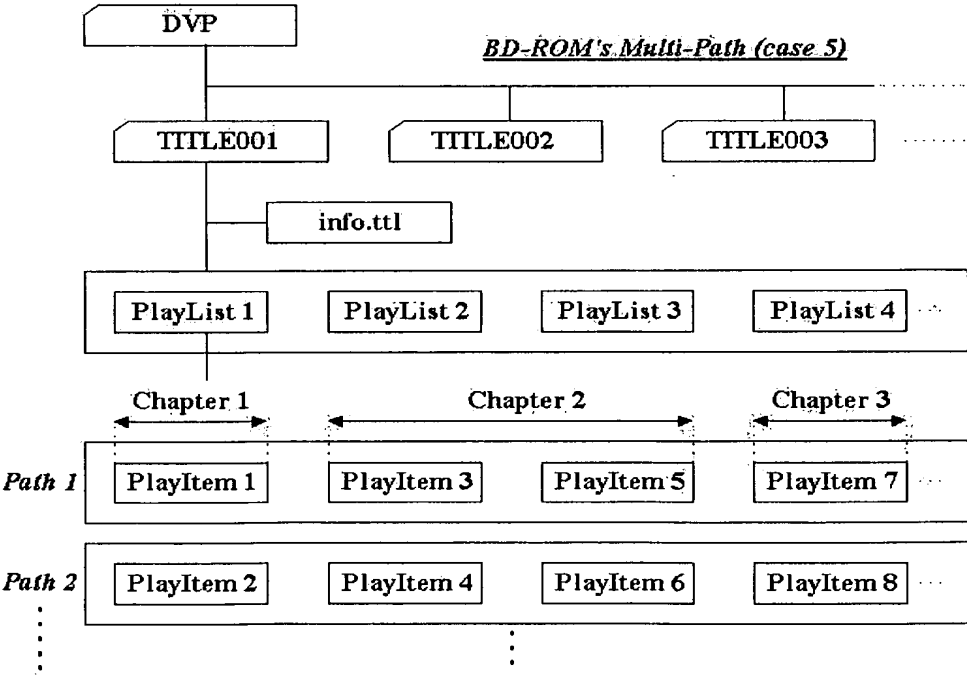 DVP
BD-ROM's Multi-Path (case 5)
TITLE001 TITLE002 TITLE003
info.ttl
PlayList 1 PlayList 2 PlayList 3 PlayList 4
Chapter 1 Chapter 2 Chapter 3
Path 1 PlayItem 1 PlayItem 3 PlayItem 5 PlayItem 7
Path 2 PlayItem 2 PlayItem 4 PlayItem 6 PlayItem 8